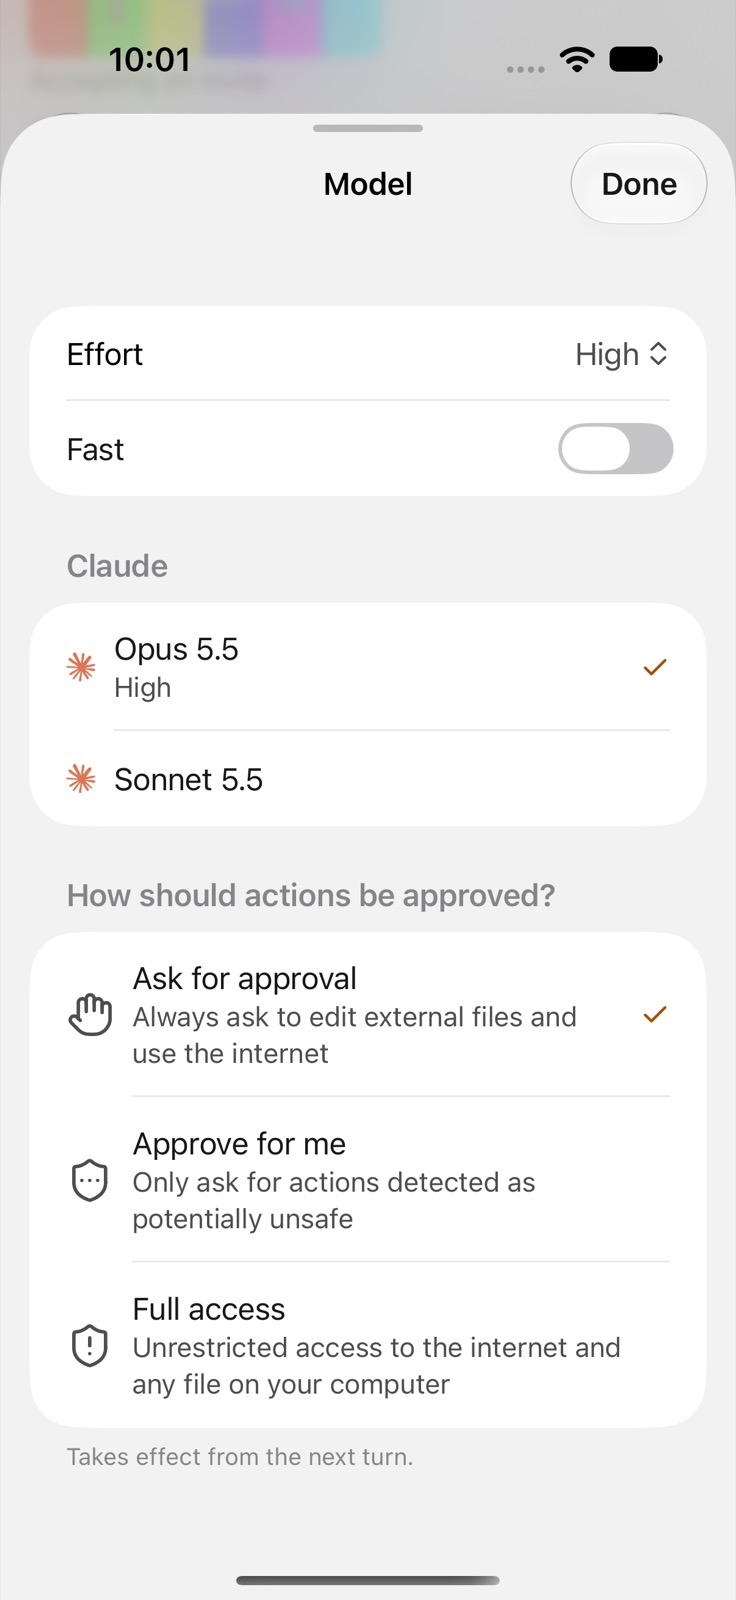 10:01
Model
Done
Effort
High
Fast
Claude
Opus 5.5
High
Sonnet 5.5
How should actions be approved?
Ask for approval
Always ask to edit external files and
use the internet
Approve for me
Only ask for actions detected as
potentially unsafe
Full access
Unrestricted access to the internet and
any file on your computer
Takes effect from the next turn.